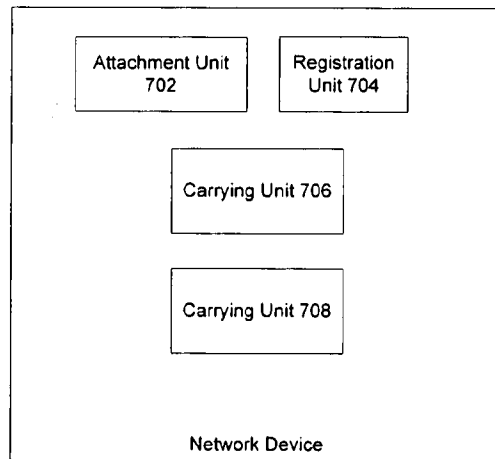 Attachment Unit
702
Registration
Unit 704
Carrying Unit 706
Carrying Unit 708
Network Device